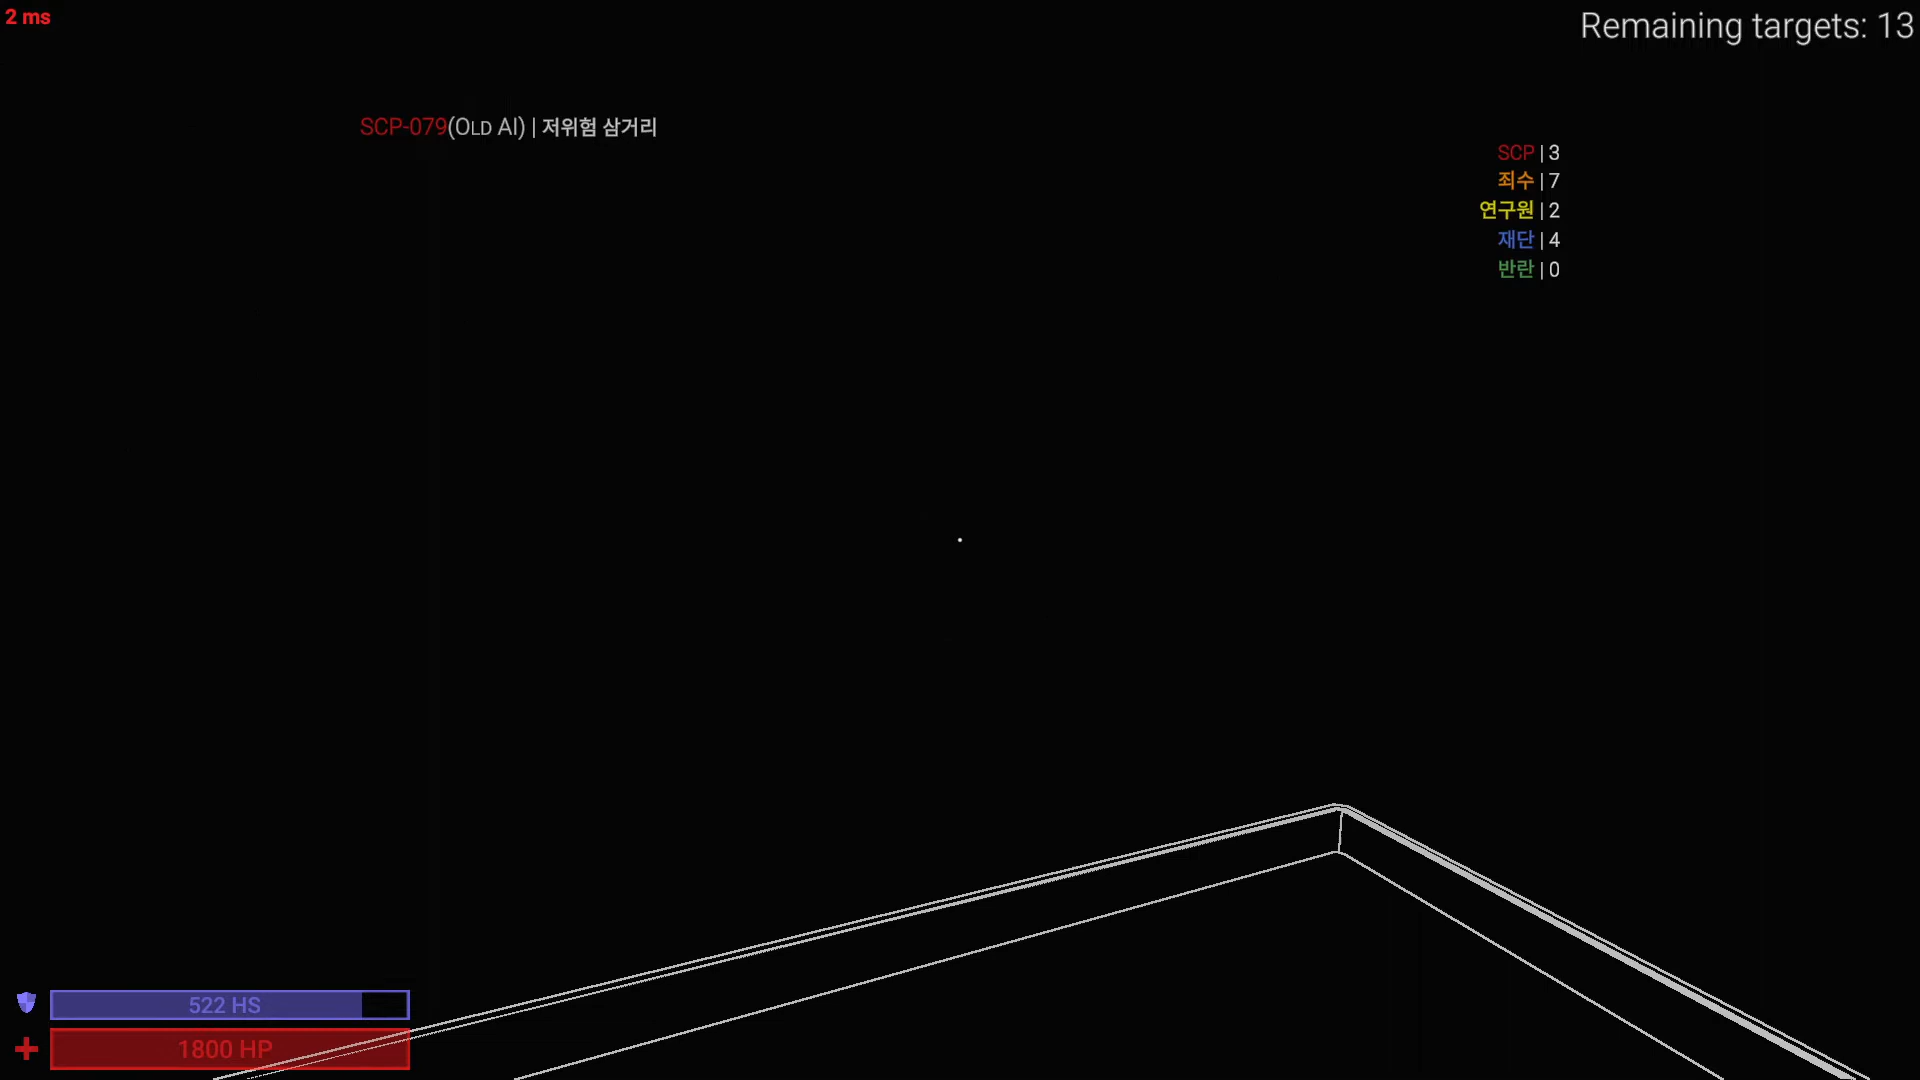 2 ms
Remaining targets: 13
SCP-079(Old AI) | 저위험 삼거리
SCP | 3
죄수 | 7
연구원 | 2
재단 | 4
반란 | 0
522 HS
1800 HP